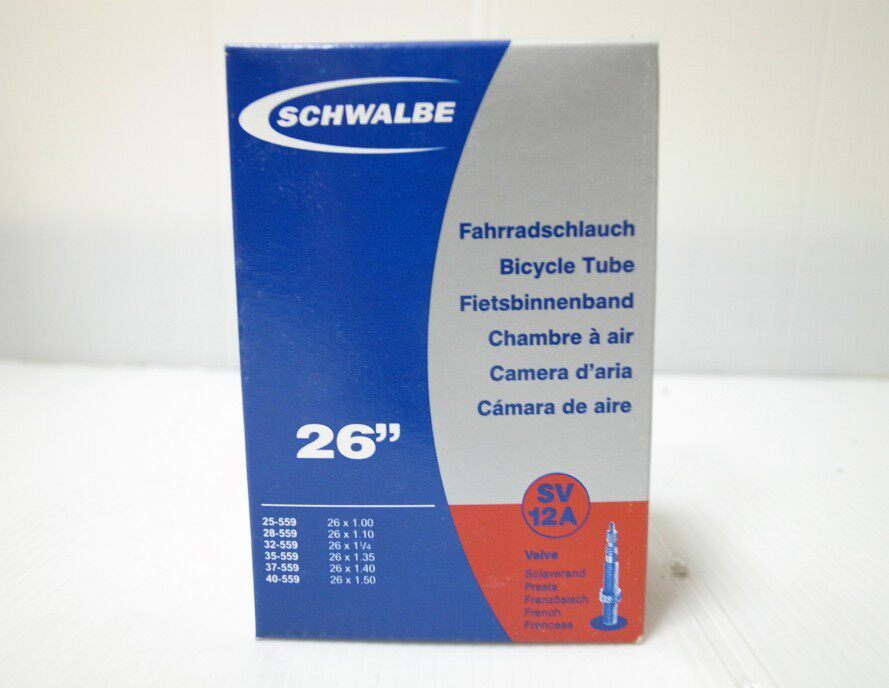 SCHWALBE
Fahrradschlauch
Bicycle Tube
Fietsbinnenband
Chambre à air
Camera d'aria
Cámara de aire
26”
25-559 26 x 1.00
28-559 26 x 1.10
32-559 26 x 1¼
35-559 26 x 1.35
37-559 26 x 1.40
40-559 26 x 1.50
SV
12A
Valve
Sclaverand
Presta
Französisch
French
Francese